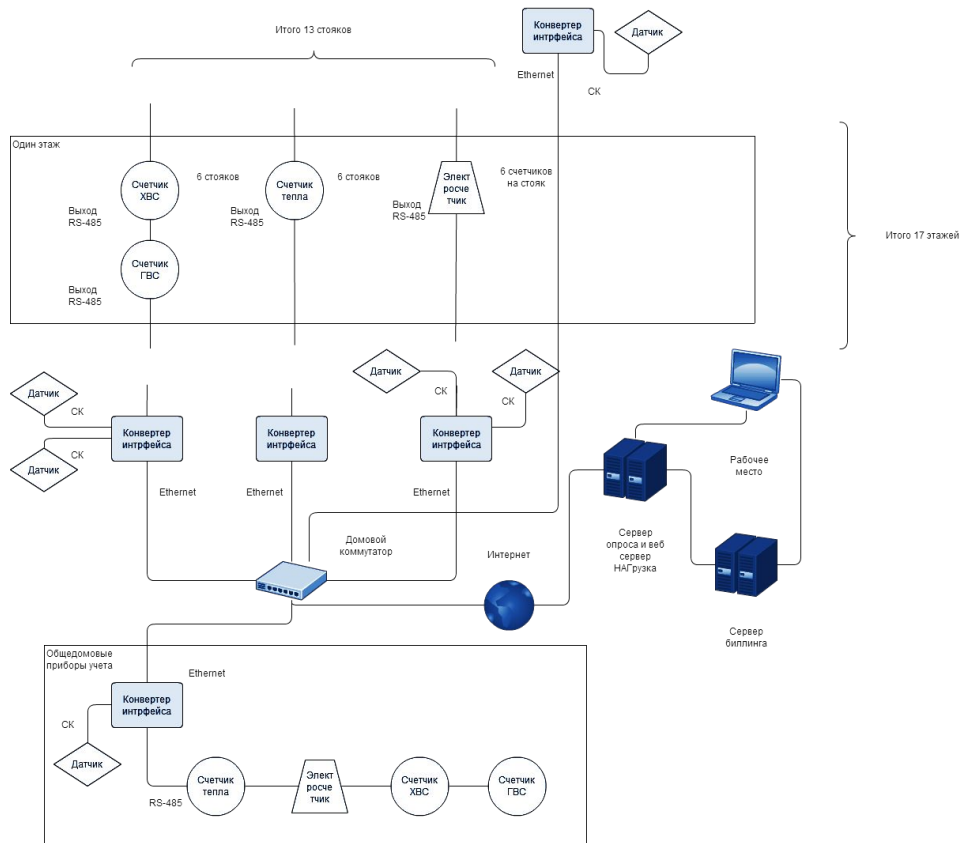 Итого 13 стояков
Конвертер
интрфейса
Датчик
Ethernet
СК
Один этаж
Счетчик
ХВС
6 стояков
Счетчик
тепла
6 стояков
Элект
росче
тчик
6 счетчиков
на стояк
Выход
RS-485
Выход
RS-485
Выход
RS-485
Итого 17 этажей
Счетчик
ГВС
Выход
RS-485
Датчик
СК
Датчик
СК
Датчик
СК
Датчик
СК
Конвертер
интрфейса
Конвертер
интрфейса
Конвертер
интрфейса
Ethernet
Ethernet
Ethernet
Рабочее
место
Домовой
коммутатор
Интернет
Сервер
опроса и веб
сервер
НАГрузка
Сервер
биллинга
Общедомовые
приборы учета
Ethernet
Конвертер
интрфейса
СК
Датчик
RS-485
Счетчик
тепла
Элект
росче
тчик
Счетчик
ХВС
Счетчик
ГВС